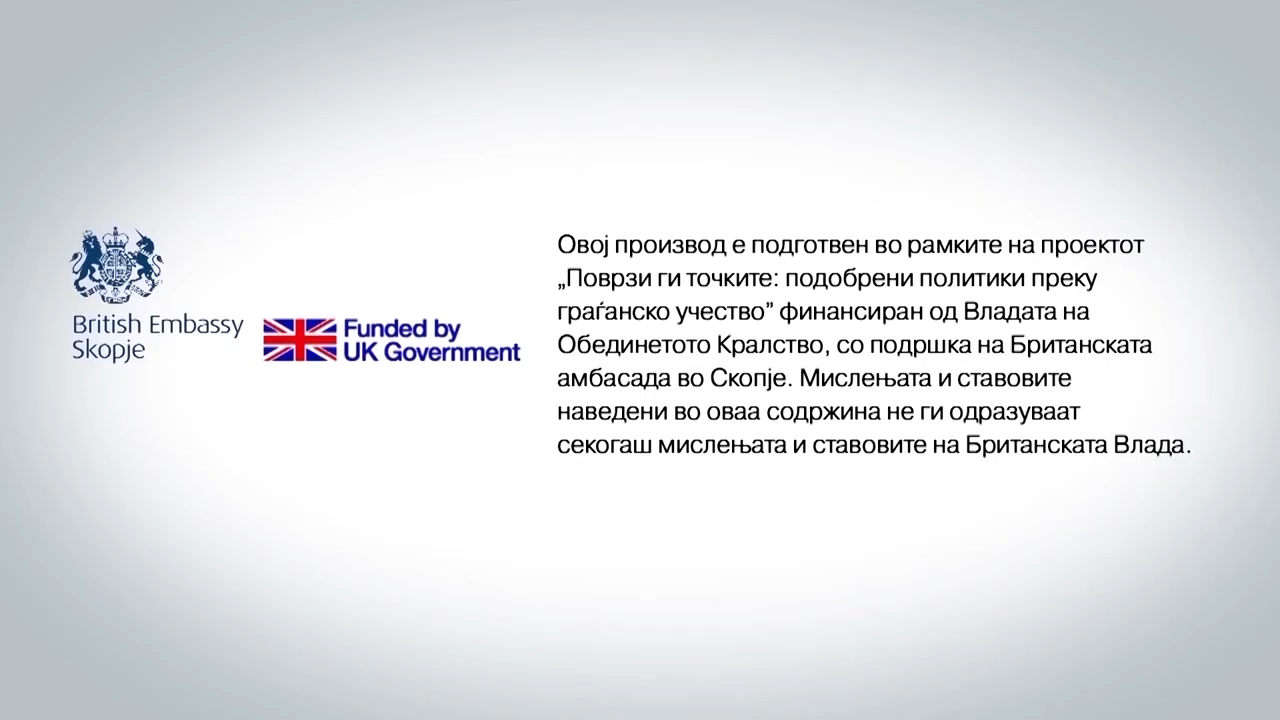 British Embassy
Skopje
Funded by
UK Government
Овој производ е подготвен во рамките на проектот
„Поврзи ги точките: подобрени политики преку
граѓанско учество” финансиран од Владата на
Обединетото Кралство, со подршка на Британската
амбасада во Скопје. Мислењата и ставовите
наведени во оваа содржина не ги одразуваат
секогаш мислењата и ставовите на Британската Влада.